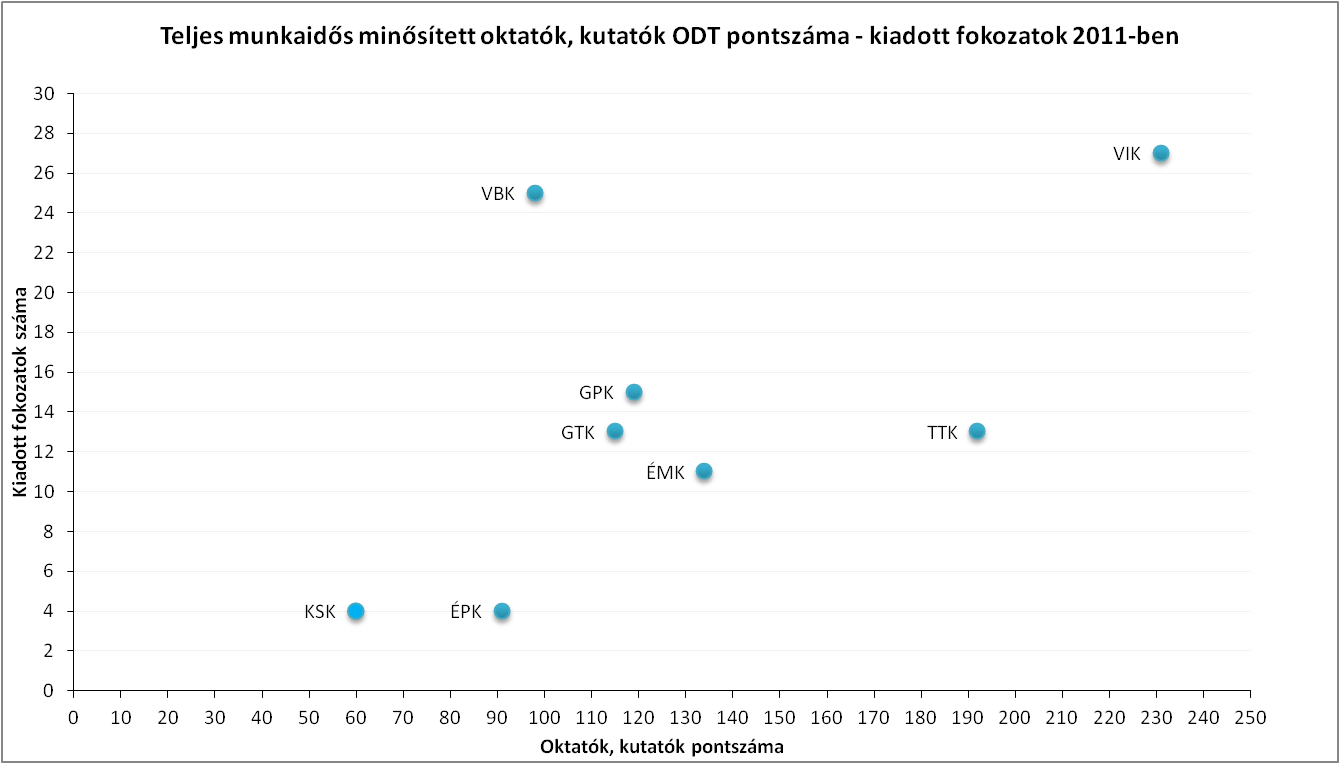 Teljes munkaidős minősített oktatók, kutatók ODT pontszáma - kiadott fokozatok 2011-ben
Kiadott fokozatok száma
30
28
26
24
22
20
18
16
14
12
10
8
6
4
2
0
VIK
VBK
GPK
GTK
TTK
ÉMK
KSK
ÉPK
0 10 20 30 40 50 60 70 80 90 100 110 120 130 140 150 160 170 180 190 200 210 220 230 240 250
Oktatók, kutatók pontszáma